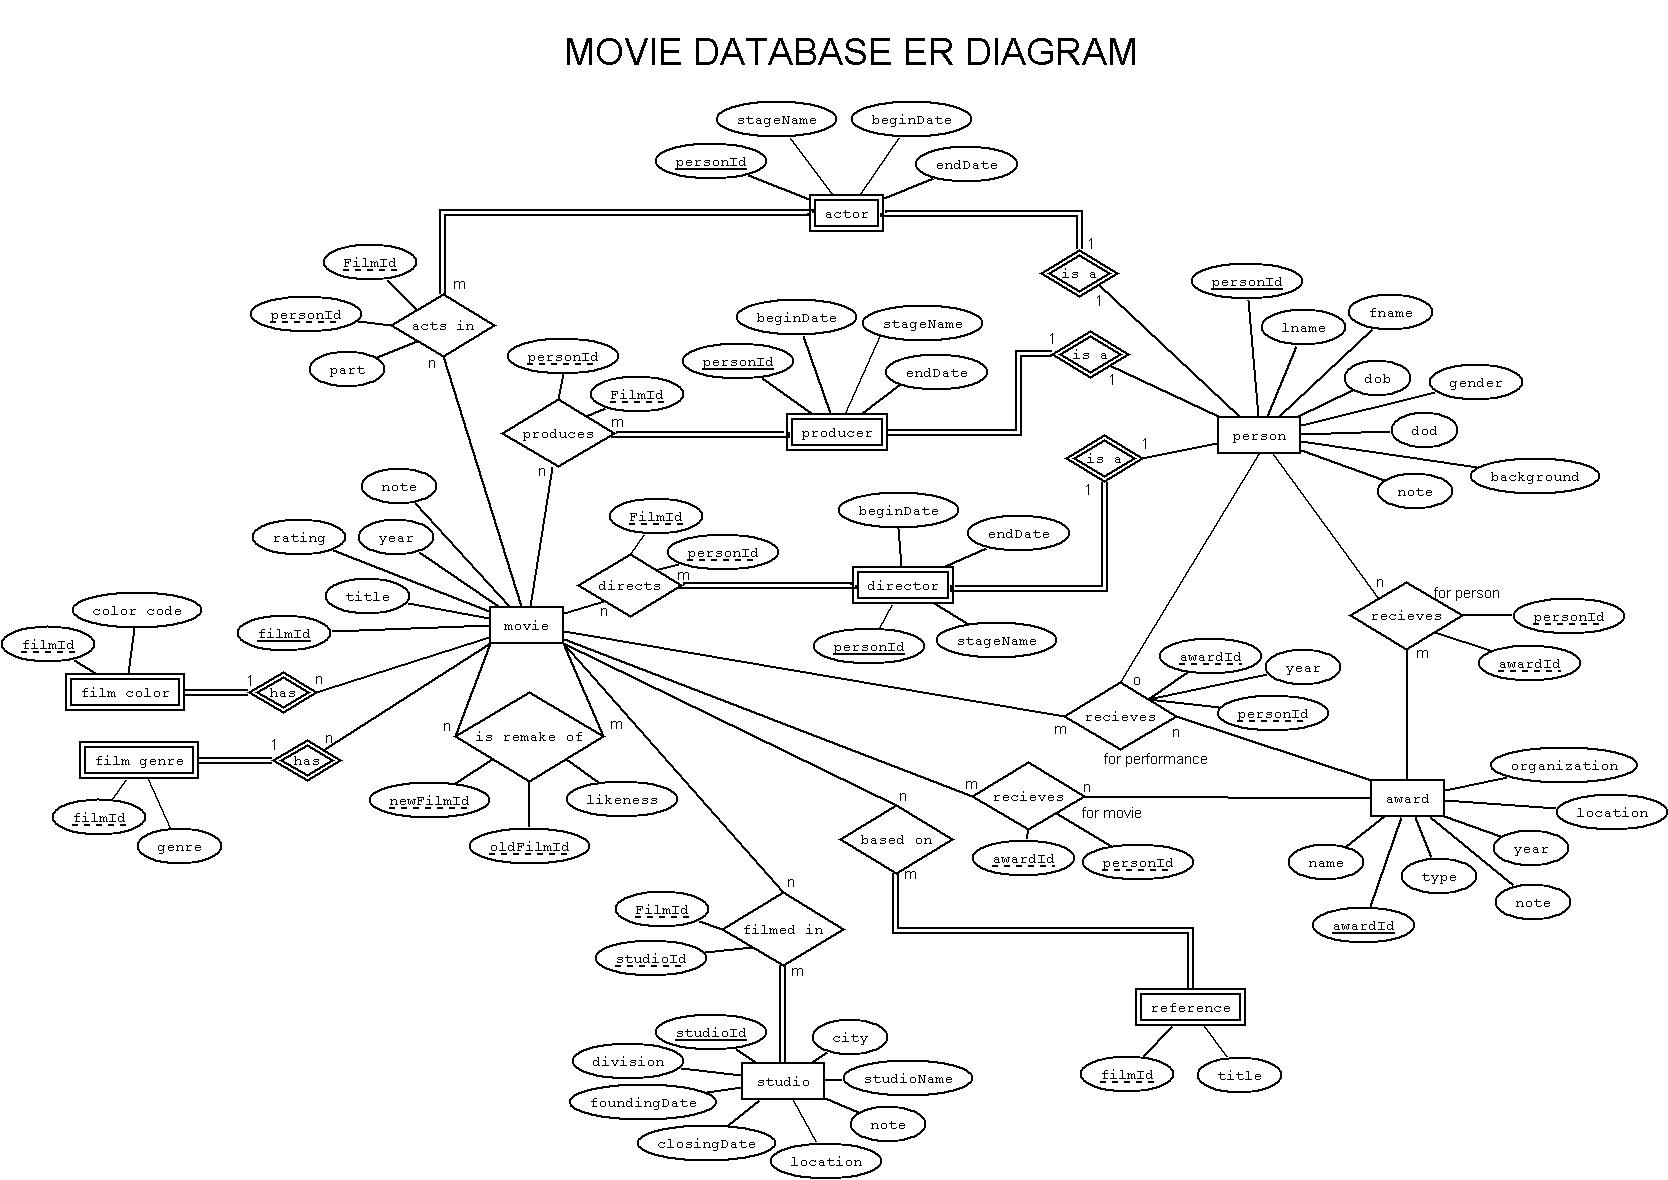 MOVIE DATABASE ER DIAGRAM
stageName
beginDate
personId
endDate
actor
1
FilmId
is a
personId
m
1
fname
personId
acts in
beginDate
stageName
lname
part
n
personId
1
is a
personId
endDate
1
dob
gender
FilmId
m
produces
producer
person
dod
n
is a
1
1
background
note
note
rating
year
FilmId
beginDate
endDate
personId
m
directs
director
n
title
filmId
movie
personId
stageName
color code
filmId
film color
1
has
n
n
for person
recieves
personId
m
awardId
awardId
year
o
personId
recieves
m
n
for performance
n
m
is remake of
film genre
1
has
n
filmId
genre
newFilmId
likeness
oldFilmId
n
based on
m
m
recieves
n
for movie
awardId
personId
award
organization
location
year
name
type
note
awardId
n
FilmId
filmed in
studioId
m
reference
filmId
title
studioId
city
division
studio
studioName
foundingDate
note
closingDate
location